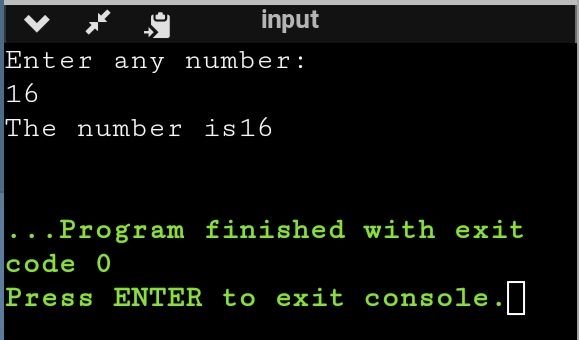 input
Enter any number:
16
The number is16
...Program finished with exit
code 0
Press ENTER to exit console.